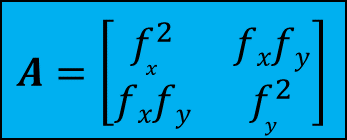 A = [ f_x^2 f_x f_y
f_x f_y f_y^2 ]